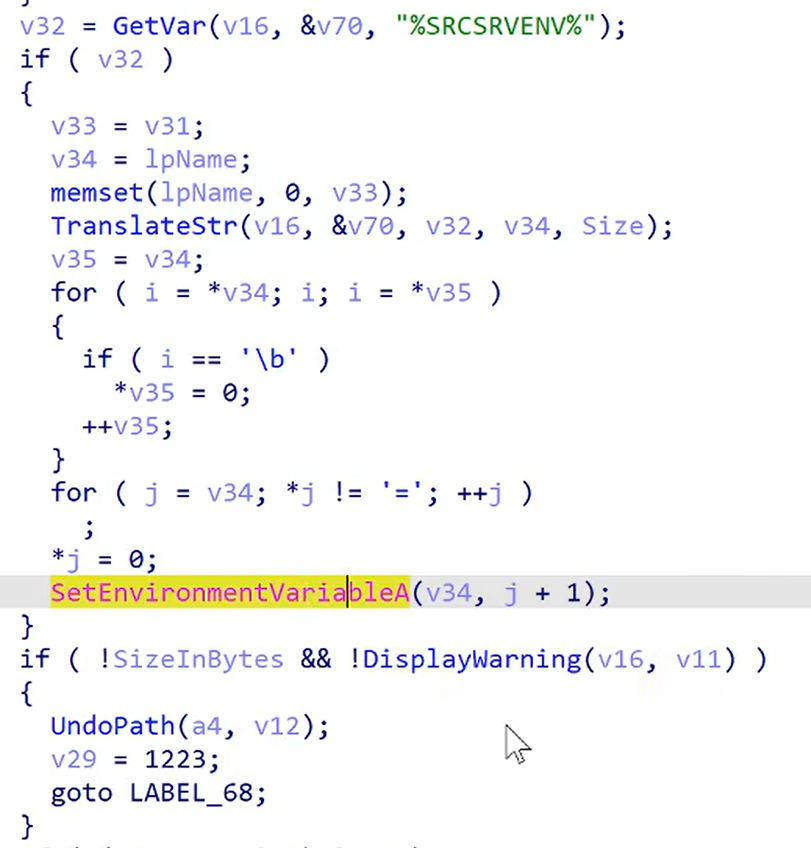 v32 = GetVar(v16, &v70, "%SRCSRVENV%");
if ( v32 )
{
v33 = v31;
v34 = lpName;
memset(lpName, 0, v33);
TranslateStr(v16, &v70, v32, v34, Size);
v35 = v34;
for ( i = *v34; i; i = *v35 )
{
if ( i == '\b' )
*v35 = 0;
++v35;
}
for ( j = v34; *j != '='; ++j )
;
*j = 0;
SetEnvironmentVariableA(v34, j + 1);
}
if ( !SizeInBytes && !DisplayWarning(v16, v11) )
{
UndoPath(a4, v12);
v29 = 1223;
goto LABEL_68;
}